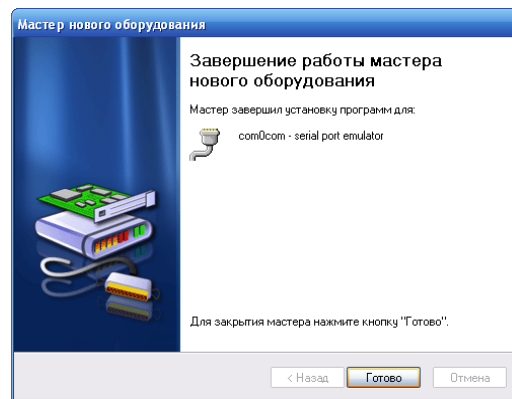 Мастер нового оборудования
Завершение работы мастера
нового оборудования
Мастер завершил установку программ для:
com0com - serial port emulator
Для закрытия мастера нажмите кнопку "Готово".
< Назад Готово Отмена